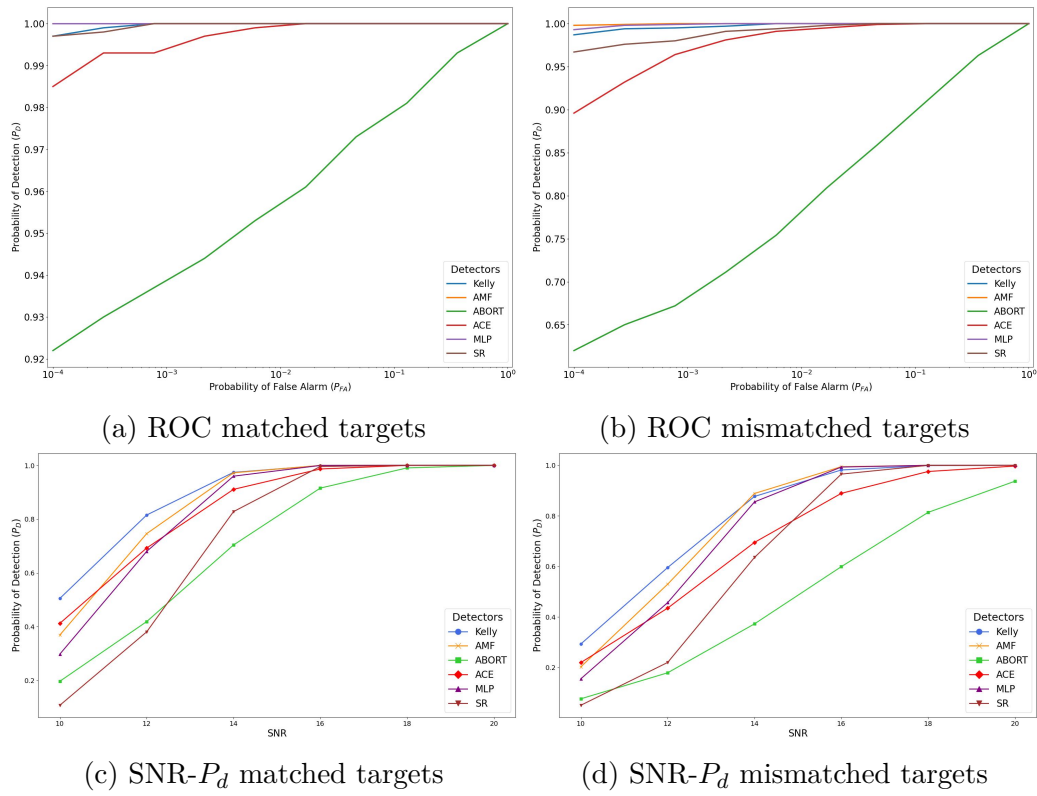 1.00
0.99
0.98
0.97
0.96
0.95
0.94
0.93
0.92
Probability of Detection (P_D)
Detectors
Kelly
AMF
ABORT
ACE
MLP
SR
10⁻⁴ 10⁻³ 10⁻² 10⁻¹ 10⁰
Probability of False Alarm (P_FA)
(a) ROC matched targets
1.00
0.95
0.90
0.85
0.80
0.75
0.70
0.65
Probability of Detection (P_D)
Detectors
Kelly
AMF
ABORT
ACE
MLP
SR
10⁻⁴ 10⁻³ 10⁻² 10⁻¹ 10⁰
Probability of False Alarm (P_FA)
(b) ROC mismatched targets
1.0
0.8
0.6
0.4
0.2
Probability of Detection (P_D)
Detectors
Kelly
AMF
ABORT
ACE
MLP
SR
10 12 14 16 18 20
SNR
(c) SNR-P_d matched targets
1.0
0.8
0.6
0.4
0.2
Probability of Detection (P_D)
Detectors
Kelly
AMF
ABORT
ACE
MLP
SR
10 12 14 16 18 20
SNR
(d) SNR-P_d mismatched targets